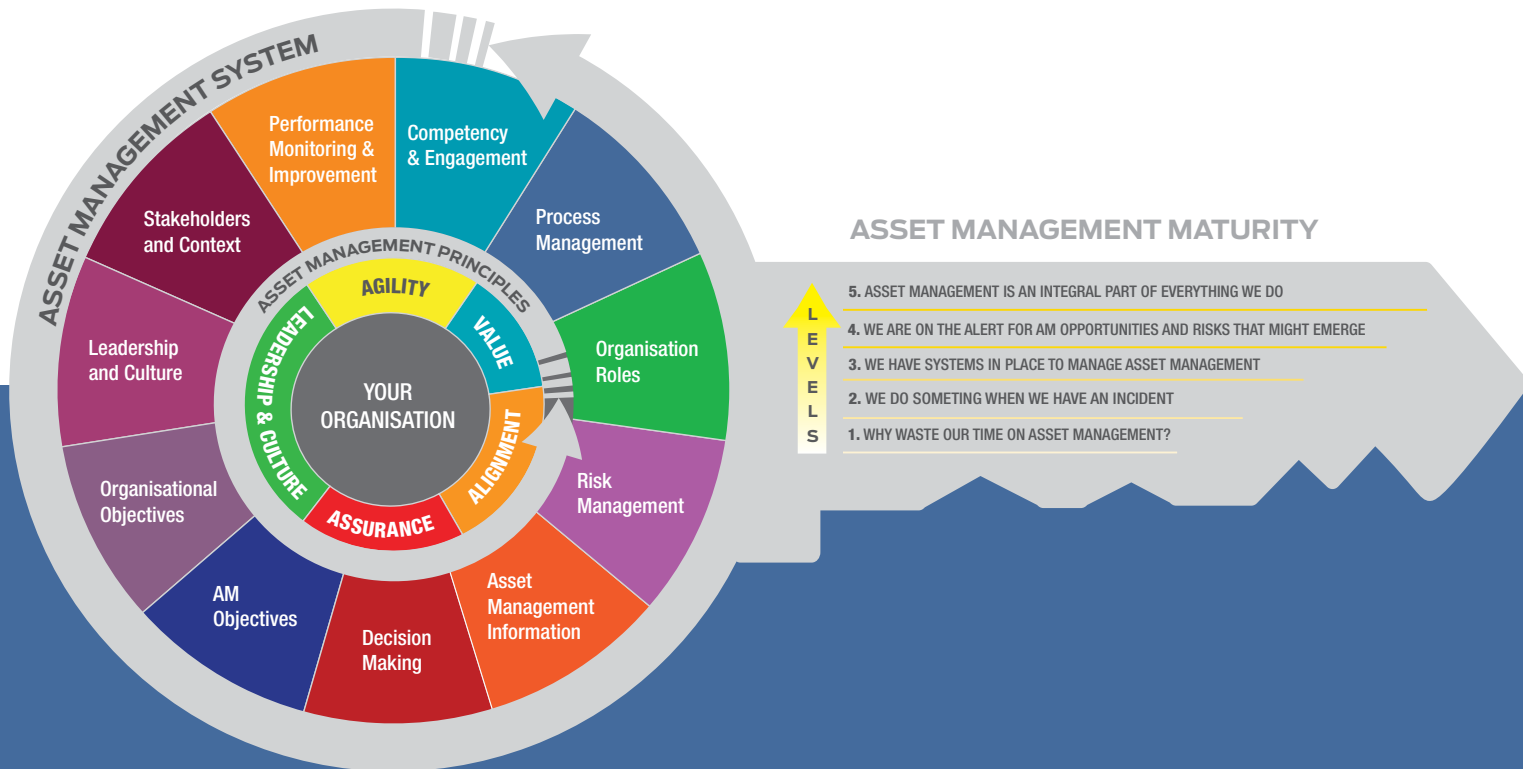 ASSET MANAGEMENT SYSTEM
Performance
Monitoring &
Improvement
Competency
& Engagement
Process
Management
Organisation
Roles
Risk
Management
Asset
Management
Information
Decision
Making
AM
Objectives
Organisational
Objectives
Leadership
and Culture
Stakeholders
and Context
ASSET MANAGEMENT PRINCIPLES
AGILITY
VALUE
ALIGNMENT
ASSURANCE
LEADERSHIP & CULTURE
YOUR
ORGANISATION
ASSET MANAGEMENT MATURITY
LEVELS
5. ASSET MANAGEMENT IS AN INTEGRAL PART OF EVERYTHING WE DO
4. WE ARE ON THE ALERT FOR AM OPPORTUNITIES AND RISKS THAT MIGHT EMERGE
3. WE HAVE SYSTEMS IN PLACE TO MANAGE ASSET MANAGEMENT
2. WE DO SOMETING WHEN WE HAVE AN INCIDENT
1. WHY WASTE OUR TIME ON ASSET MANAGEMENT?